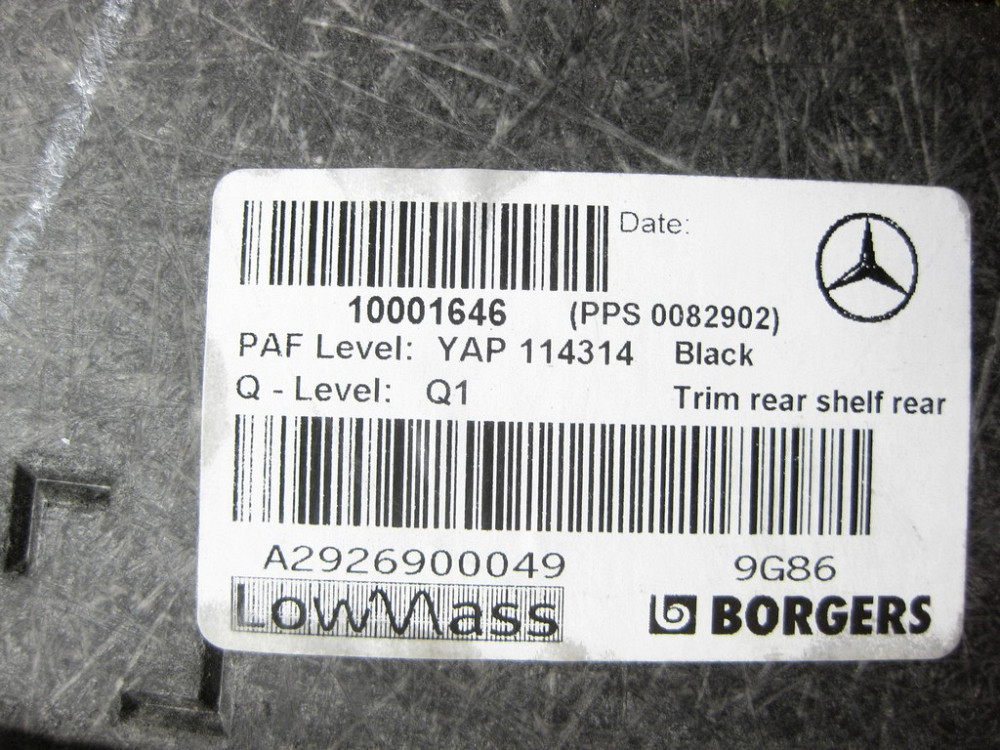 Date:
10001646 (PPS 0082902)
PAF Level: YAP 114314 Black
Q - Level: Q1 Trim rear shelf rear
A2926900049 9G86
LowMass BORGERS